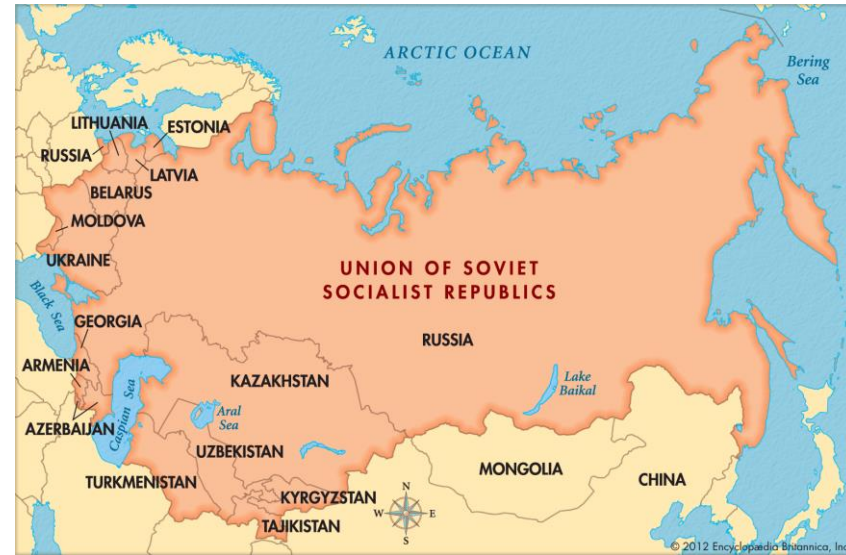 ARCTIC OCEAN
Bering
Sea
LITHUANIA
ESTONIA
RUSSIA
LATVIA
BELARUS
MOLDOVA
UKRAINE
UNION OF SOVIET
SOCIALIST REPUBLICS
Black Sea
GEORGIA
RUSSIA
ARMENIA
KAZAKHSTAN
Lake
Baikal
Caspian Sea
Aral
Sea
AZERBAIJAN
UZBEKISTAN
MONGOLIA
CHINA
TURKMENISTAN
KYRGYZSTAN
N
W
E
S
TAJIKISTAN
© 2012 Encyclopædia Britannica, Inc